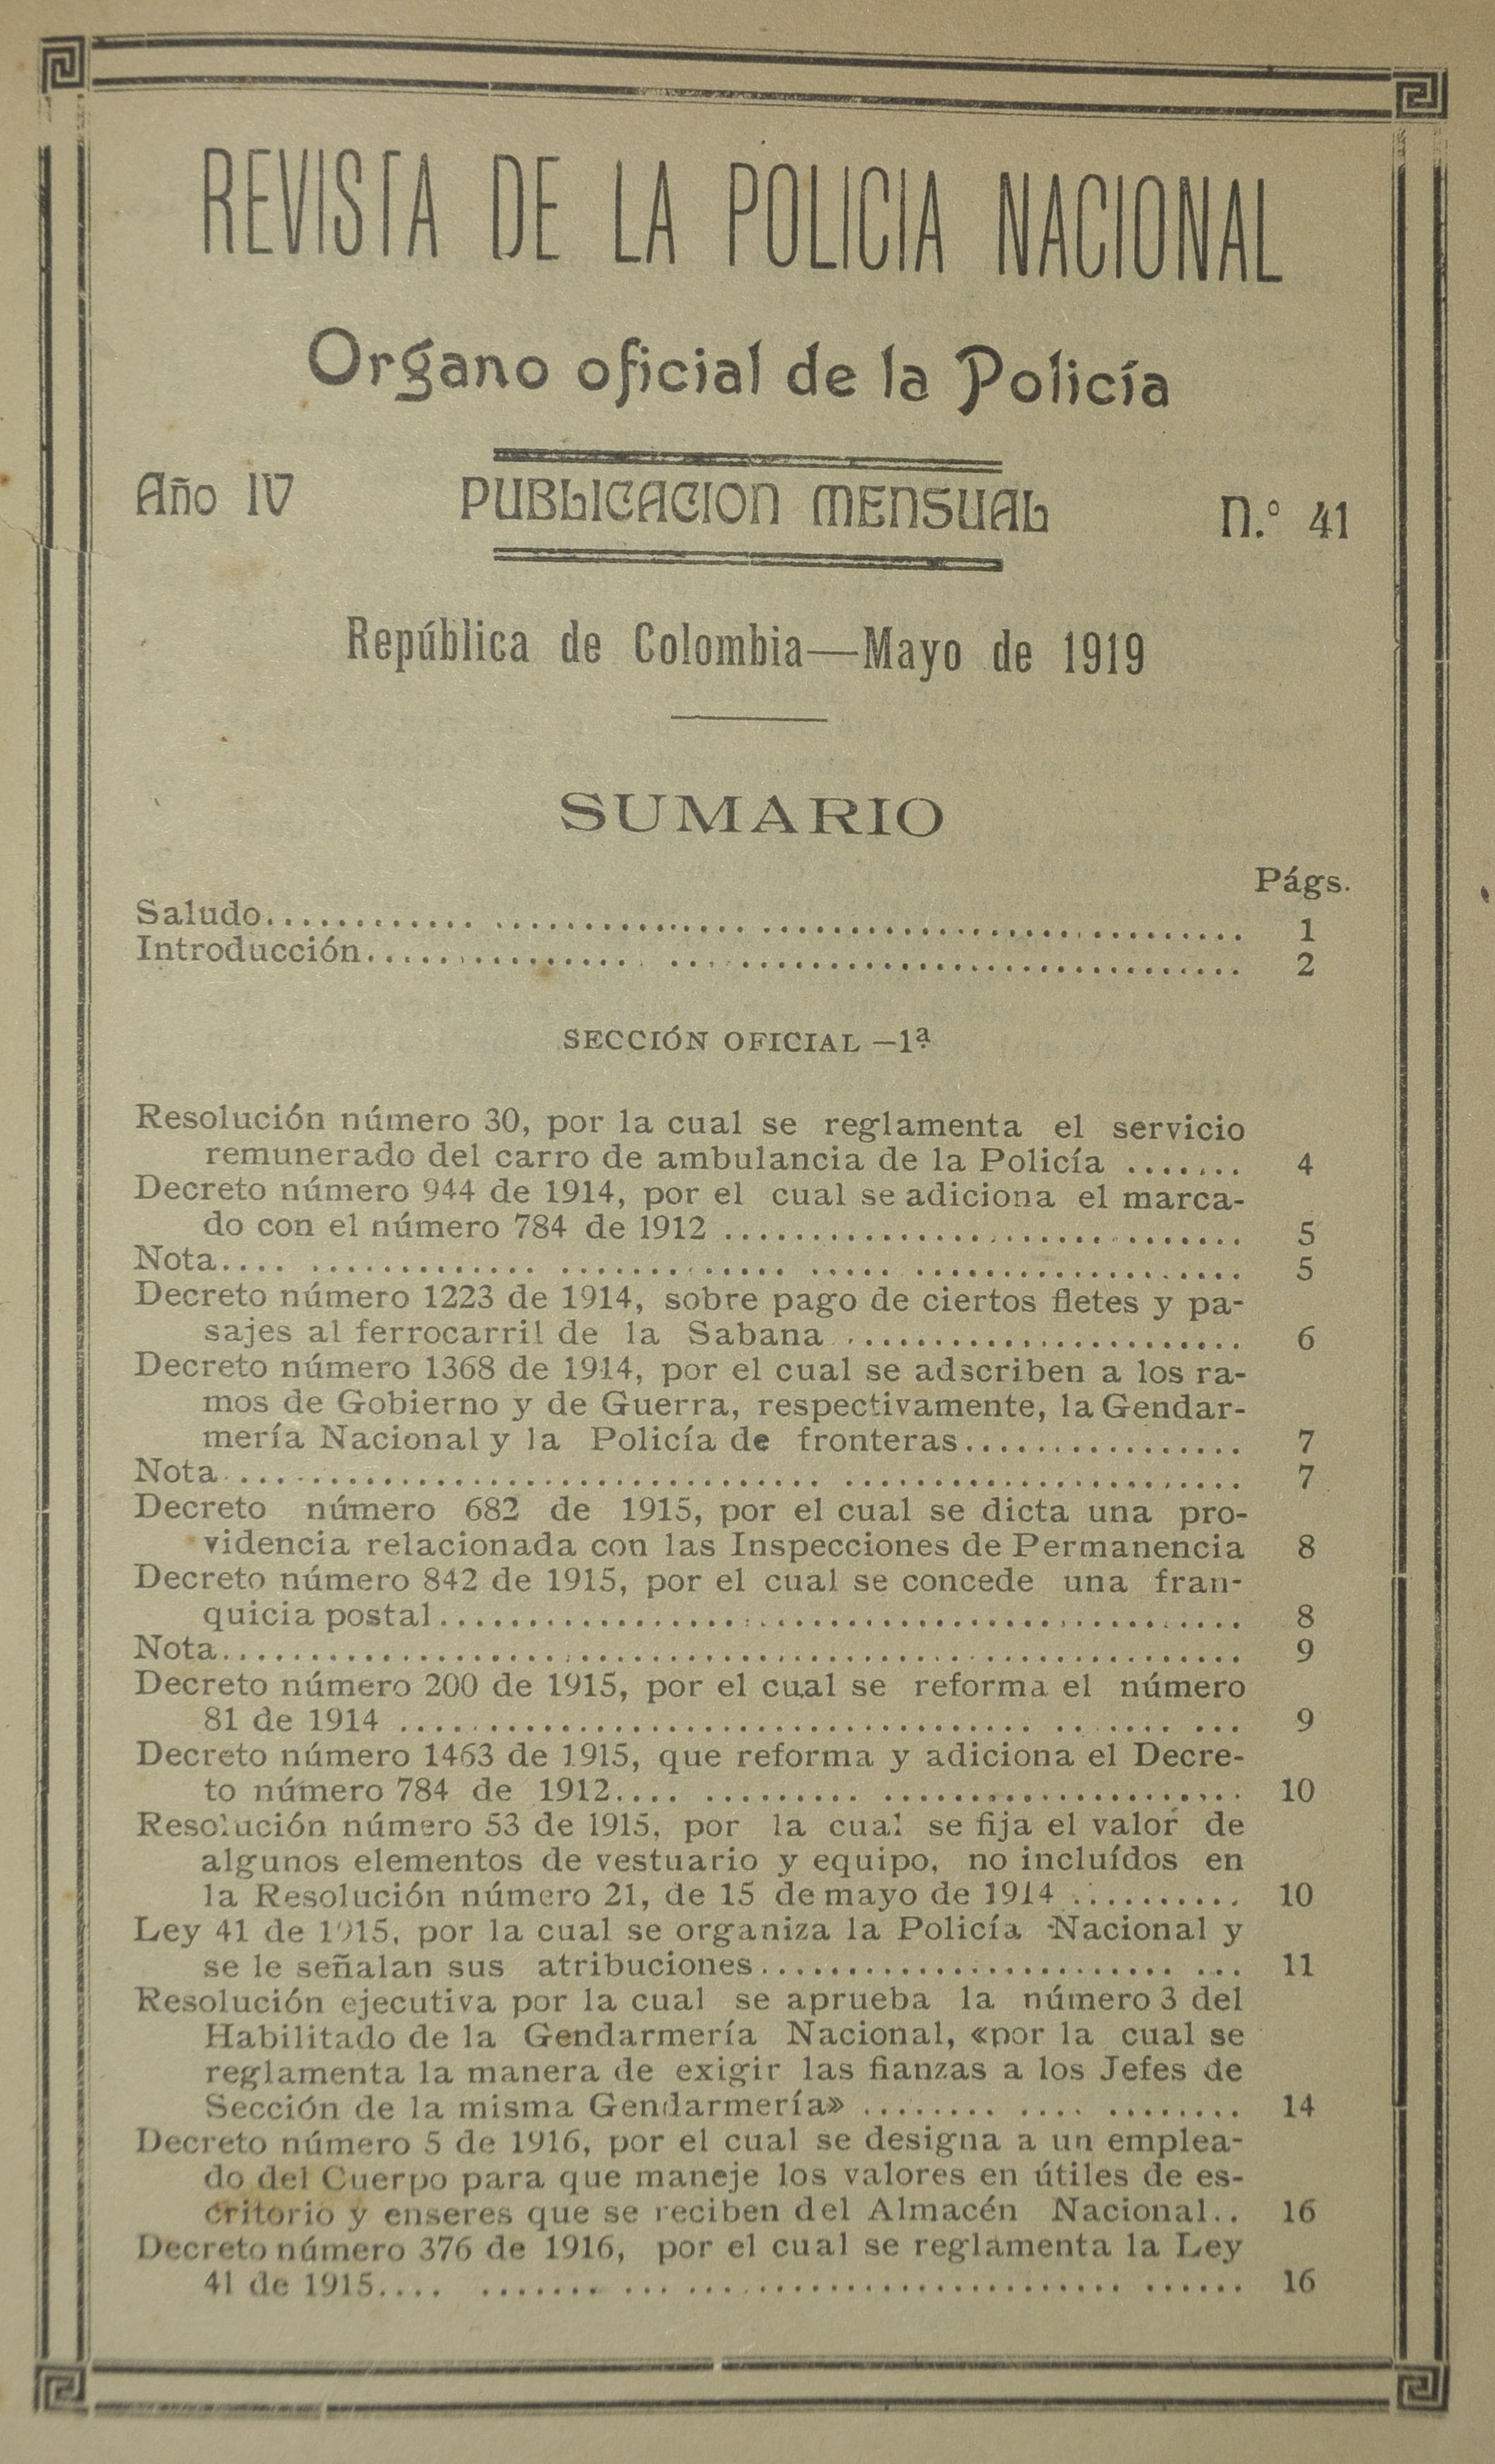 REVISTA DE LA POLICIA NACIONAL
Organo oficial de la Policía
Año IV PUBLICACION MENSUAL N.º 41
República de Colombia—Mayo de 1919
SUMARIO
Págs.
Saludo.......................................................... 1
Introducción.................................................. 2
SECCIÓN OFICIAL—1ª
Resolución número 30, por la cual se reglamenta el servicio
remunerado del carro de ambulancia de la Policía ....... 4
Decreto número 944 de 1914, por el cual se adiciona el marca-
do con el número 784 de 1912 .............................. 5
Nota.......................................................... 5
Decreto número 1223 de 1914, sobre pago de ciertos fletes y pa-
sajes al ferrocarril de la Sabana ....................... 6
Decreto número 1368 de 1914, por el cual se adscriben a los ra-
mos de Gobierno y de Guerra, respectivamente, la Gendar-
mería Nacional y la Policía de fronteras................ 7
Nota.......................................................... 7
Decreto número 682 de 1915, por el cual se dicta una pro-
videncia relacionada con las Inspecciones de Permanencia 8
Decreto número 842 de 1915, por el cual se concede una fran-
quicia postal.............................................. 8
Nota.......................................................... 9
Decreto número 200 de 1915, por el cual se reforma el número
81 de 1914 ................................................ 9
Decreto número 1463 de 1915, que reforma y adiciona el Decre-
to número 784 de 1912.................................... 10
Resolución número 53 de 1915, por la cual se fija el valor de
algunos elementos de vestuario y equipo, no incluídos en
la Resolución número 21, de 15 de mayo de 1914 .......... 10
Ley 41 de 1915, por la cual se organiza la Policía Nacional y
se le señalan sus atribuciones........................... 11
Resolución ejecutiva por la cual se aprueba la número 3 del
Habilitado de la Gendarmería Nacional, «por la cual se
reglamenta la manera de exigir las fianzas a los Jefes de
Sección de la misma Gendarmería» .................... 14
Decreto número 5 de 1916, por el cual se designa a un emplea-
do del Cuerpo para que maneje los valores en útiles de es-
critorio y enseres que se reciben del Almacén Nacional.. 16
Decreto número 376 de 1916, por el cual se reglamenta la Ley
41 de 1915................................................ 16